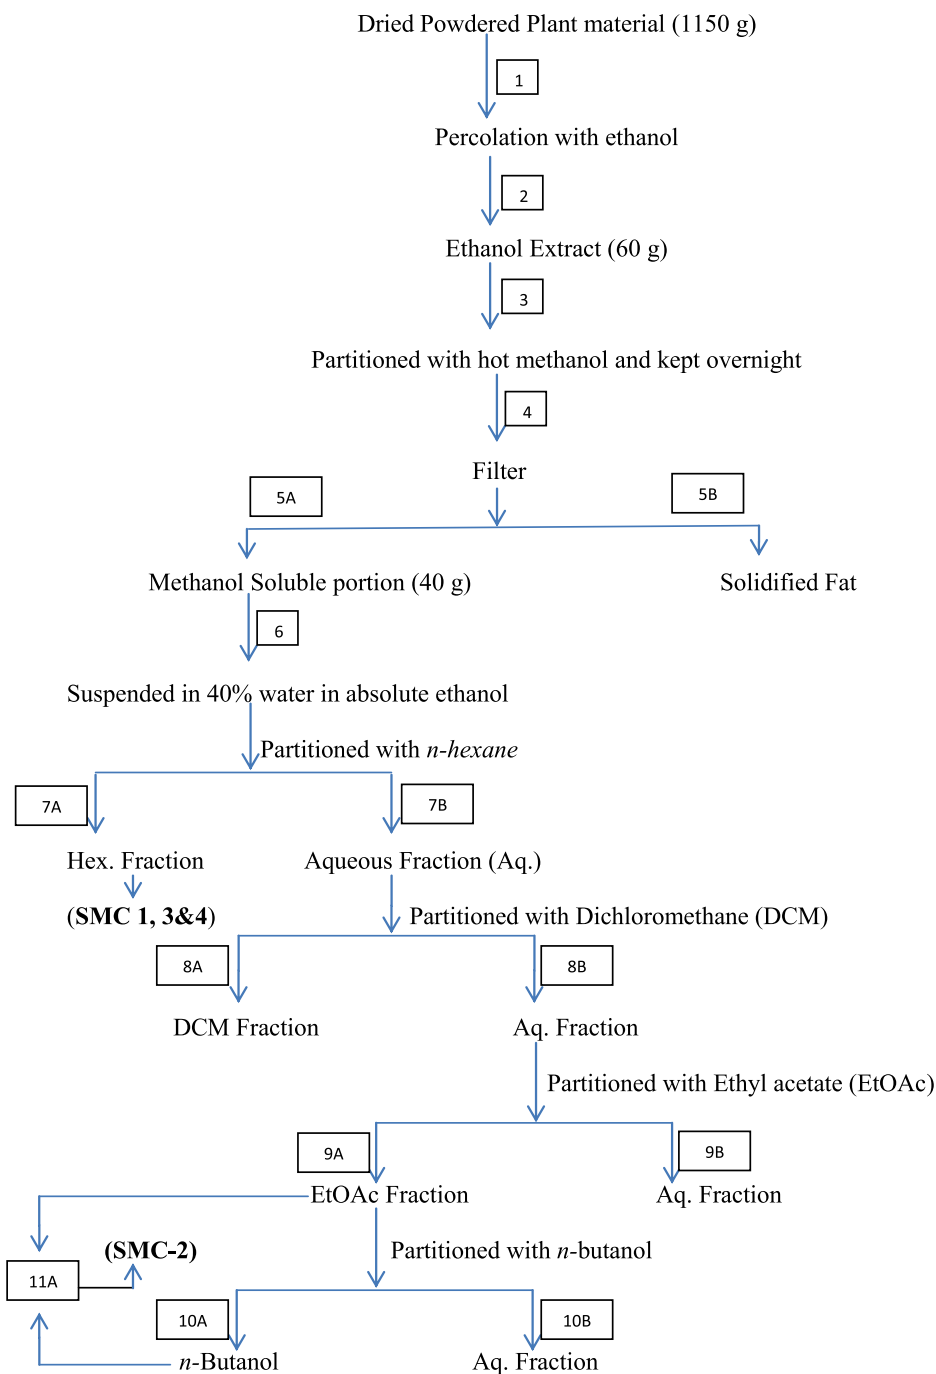 Dried Powdered Plant material (1150 g)
1
Percolation with ethanol
2
Ethanol Extract (60 g)
3
Partitioned with hot methanol and kept overnight
4
Filter
5A
5B
Methanol Soluble portion (40 g)
Solidified Fat
6
Suspended in 40% water in absolute ethanol
Partitioned with n-hexane
7A
7B
Hex. Fraction
Aqueous Fraction (Aq.)
(SMC 1, 3&4)
Partitioned with Dichloromethane (DCM)
8A
8B
DCM Fraction
Aq. Fraction
Partitioned with Ethyl acetate (EtOAc)
9A
9B
EtOAc Fraction
Aq. Fraction
(SMC-2)
Partitioned with n-butanol
11A
10A
10B
n-Butanol
Aq. Fraction